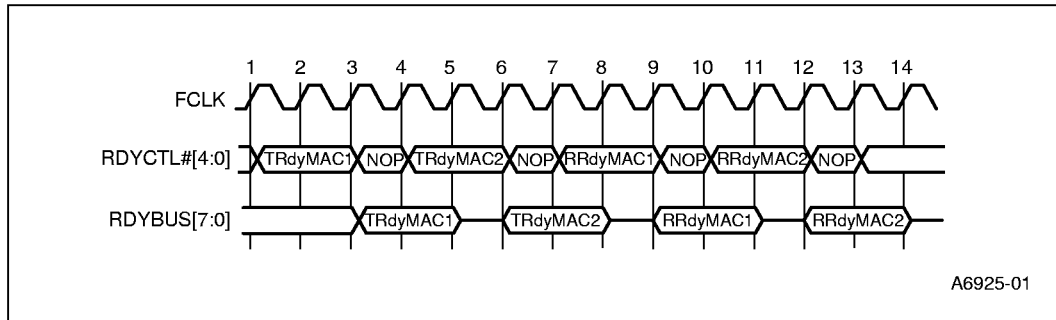 1 2 3 4 5 6 7 8 9 10 11 12 13 14
FCLK
RDYCTL#[4:0] TRdyMAC1 NOP TRdyMAC2 NOP RRdyMAC1 NOP RRdyMAC2 NOP
RDYBUS[7:0] TRdyMAC1 TRdyMAC2 RRdyMAC1 RRdyMAC2
A6925-01